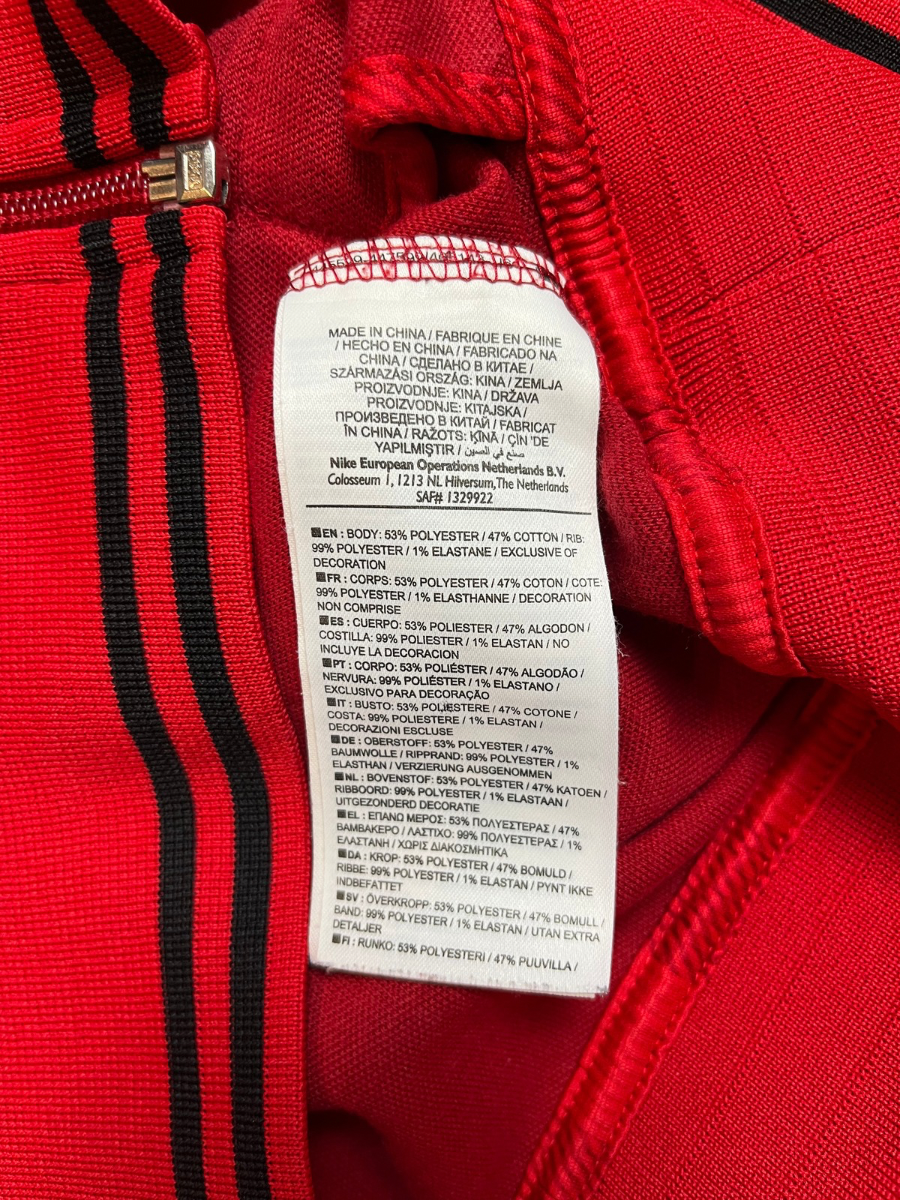 MADE IN CHINA / FABRIQUE EN CHINE
/ HECHO EN CHINA / FABRICADO NA
CHINA / СДЕЛАНО В КИТАЕ /
SZÁRMAZÁSI ORSZÁG: KINA / ZEMLJA
PROIZVODNJE: KINA / DRŽAVA
PROIZVODNJE: KITAJSKA /
ПРОИЗВЕДЕНО В КИТАЙ / FABRICAT
ÎN CHINA / RAŽOTS: ĶĪNĀ / ÇİN 'DE
YAPILMIŞTIR / صنع في الصين
Nike European Operations Netherlands B.V.
Colosseum 1, 1213 NL Hilversum, The Netherlands
SAF# 1329922
EN : BODY: 53% POLYESTER / 47% COTTON / RIB:
99% POLYESTER / 1% ELASTANE / EXCLUSIVE OF
DECORATION
FR : CORPS: 53% POLYESTER / 47% COTON / COTE:
99% POLYESTER / 1% ELASTHANNE / DECORATION
NON COMPRISE
ES : CUERPO: 53% POLIESTER / 47% ALGODON /
COSTILLA: 99% POLIESTER / 1% ELASTAN / NO
INCLUYE LA DECORACION
PT : CORPO: 53% POLIÉSTER / 47% ALGODÃO /
NERVURA: 99% POLIÉSTER / 1% ELASTANO /
EXCLUSIVO PARA DECORAÇÃO
IT : BUSTO: 53% POLIESTERE / 47% COTONE /
COSTA: 99% POLIESTERE / 1% ELASTAN /
DECORAZIONI ESCLUSE
DE : OBERSTOFF: 53% POLYESTER / 47%
BAUMWOLLE / RIPPRAND: 99% POLYESTER / 1%
ELASTHAN / VERZIERUNG AUSGENOMMEN
NL : BOVENSTOF: 53% POLYESTER / 47% KATOEN /
RIBBOORD: 99% POLYESTER / 1% ELASTAAN /
UITGEZONDERD DECORATIE
EL : ΕΠΑΝΩ ΜΕΡΟΣ: 53% ΠΟΛΥΕΣΤΕΡΑΣ / 47%
ΒΑΜΒΑΚΕΡΟ / ΛΑΣΤΙΧΟ: 99% ΠΟΛΥΕΣΤΕΡΑΣ / 1%
ΕΛΑΣΤΑΝΗ / ΧΩΡΙΣ ΔΙΑΚΟΣΜΗΤΙΚΑ
DA : KROP: 53% POLYESTER / 47% BOMULD /
RIBBE: 99% POLYESTER / 1% ELASTAN / PYNT IKKE
INDBEFATTET
SV : ÖVERKROPP: 53% POLYESTER / 47% BOMULL /
BAND: 99% POLYESTER / 1% ELASTAN / UTAN EXTRA
DETALJER
FI : RUNKO: 53% POLYESTERI / 47% PUUVILLA /